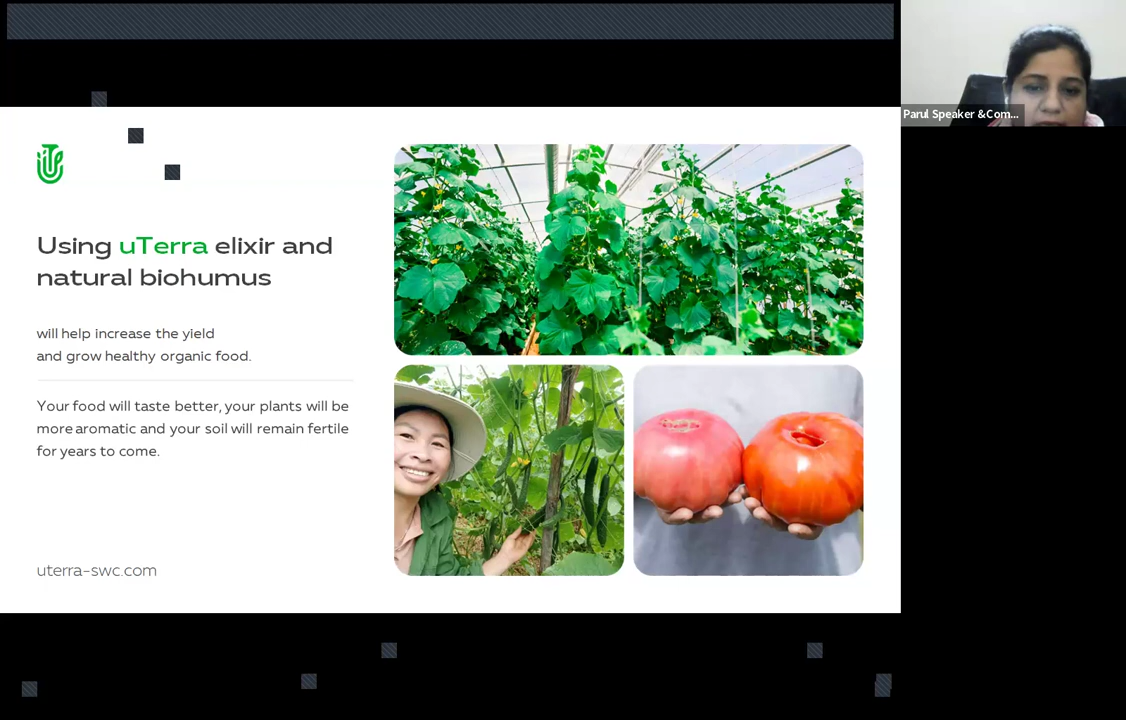 Parul Speaker &Com...
Using uTerra elixir and
natural biohumus
will help increase the yield
and grow healthy organic food.
Your food will taste better, your plants will be
more aromatic and your soil will remain fertile
for years to come.
uterra-swc.com